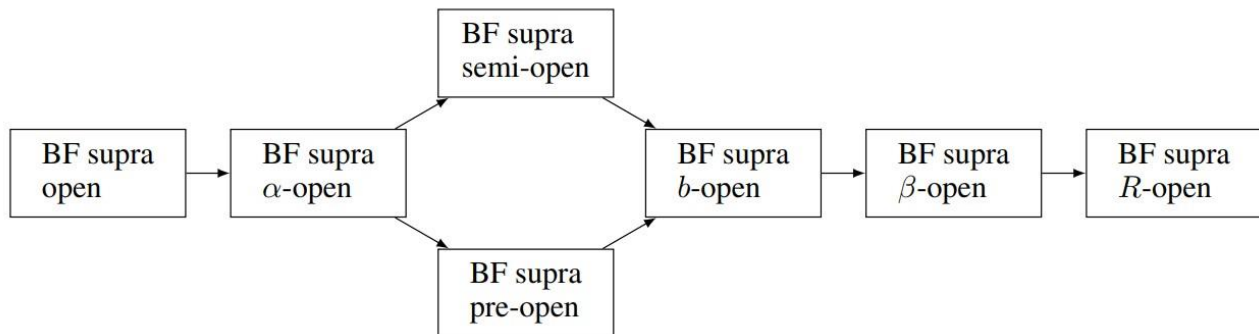 BF supra
open
BF supra
α-open
BF supra
semi-open
BF supra
pre-open
BF supra
b-open
BF supra
β-open
BF supra
R-open